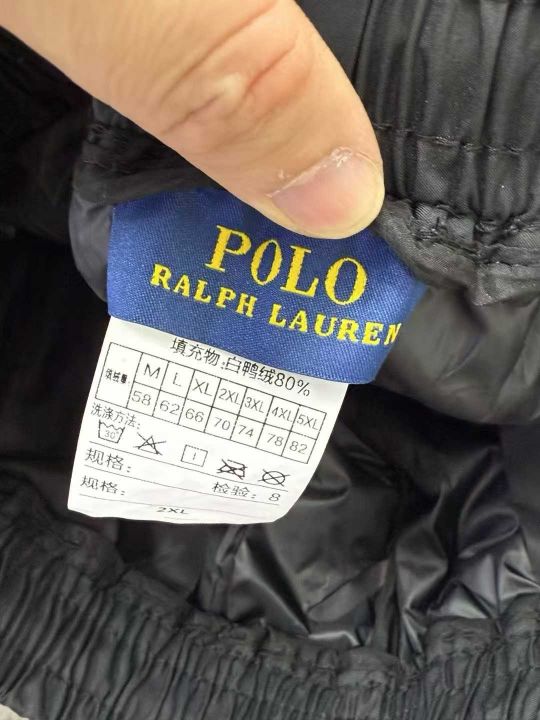 POLO
RALPH LAUREN
填充物:白鸭绒80%
M L XL 2XL 3XL 4XL 5XL
58 62 66 70 74 78 82
洗涤方法:
30
规格: 检验: 8
规格:
2XL